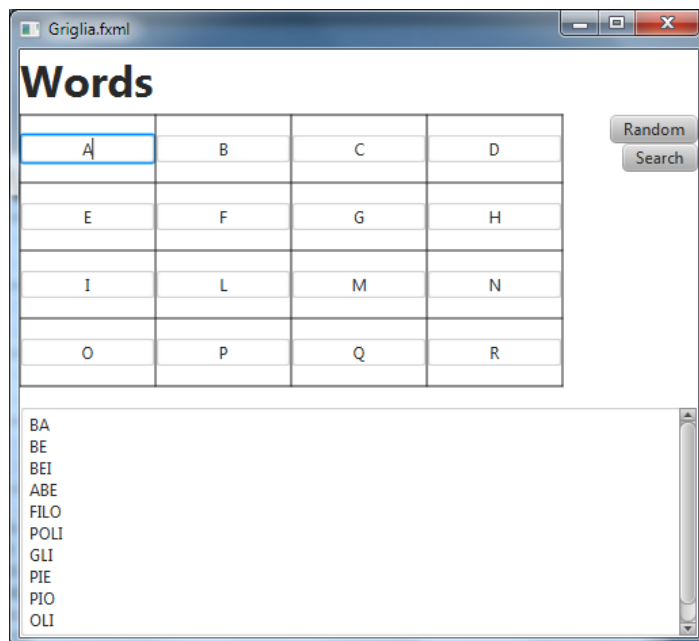 Griglia.fxml
Words
Random
Search
A B C D
E F G H
I L M N
O P Q R
BA
BE
BEI
ABE
FILO
POLI
GLI
PIE
PIO
OLI